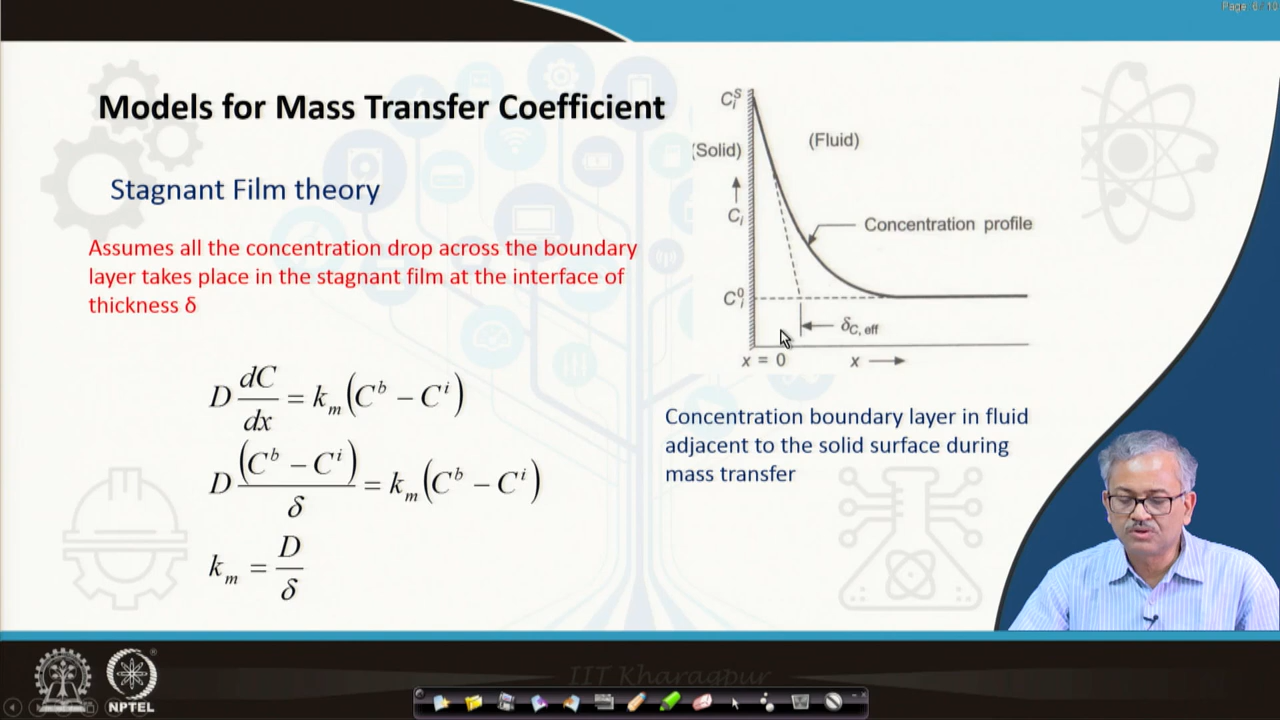 Page 8 / 10
Models for Mass Transfer Coefficient
Stagnant Film theory
Assumes all the concentration drop across the boundary
layer takes place in the stagnant film at the interface of
thickness δ
D dC/dx = k_m (C^b − C^i)
D (C^b − C^i)/δ = k_m (C^b − C^i)
k_m = D/δ
C_i^S
(Solid)
(Fluid)
C_i
Concentration profile
C_i^0
δ_C, eff
x = 0
x
Concentration boundary layer in fluid
adjacent to the solid surface during
mass transfer
IIT Kharagpur
NPTEL